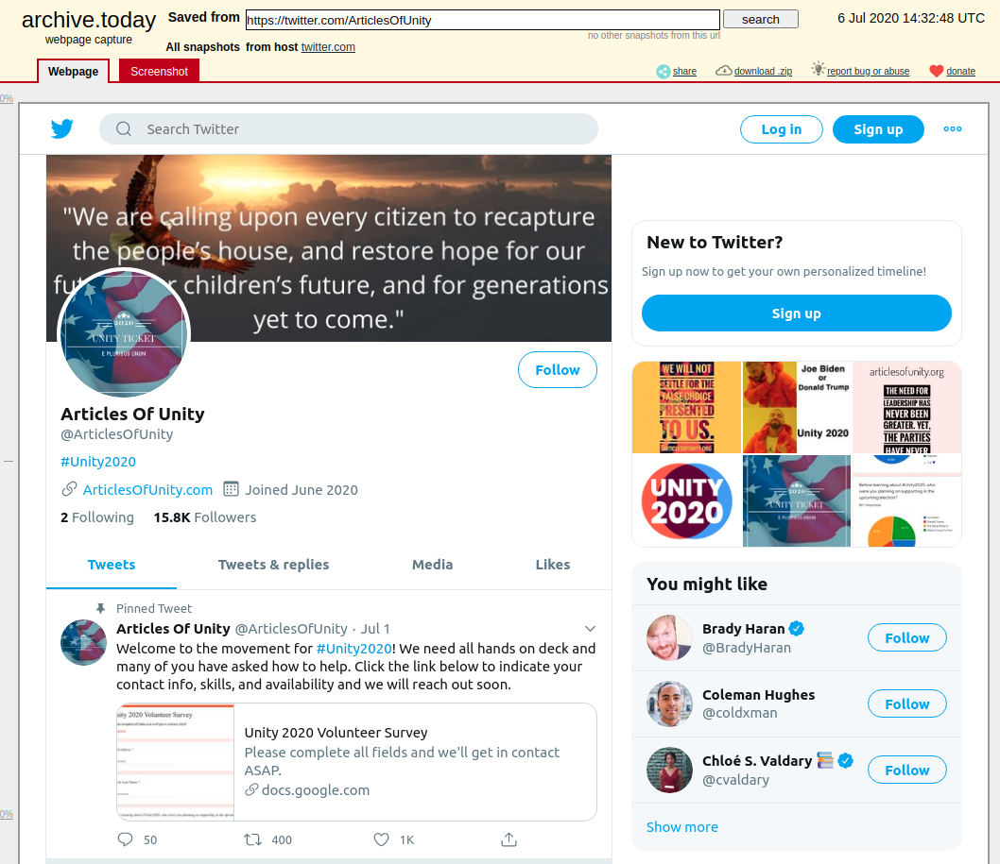 archive.today
webpage capture
Saved from
https://twitter.com/ArticlesOfUnity
search
6 Jul 2020 14:32:48 UTC
no other snapshots from this url
All snapshots from host twitter.com
Webpage
Screenshot
share
download .zip
report bug or abuse
donate
0%
Search Twitter
Log in
Sign up
"We are calling upon every citizen to recapture
the people's house, and restore hope for our
children's future, and for generations
yet to come."
2020
UNITY TICKET
E PLURIBUS UNUM
Follow
Articles Of Unity
@ArticlesOfUnity
#Unity2020
ArticlesOfUnity.com Joined June 2020
2 Following 15.8K Followers
Tweets
Tweets & replies
Media
Likes
Pinned Tweet
Articles Of Unity @ArticlesOfUnity · Jul 1
Welcome to the movement for #Unity2020! We need all hands on deck and
many of you have asked how to help. Click the link below to indicate your
contact info, skills, and availability and we will reach out soon.
ity 2020 Volunteer Survey
Unity 2020 Volunteer Survey
Please complete all fields and we'll get in contact
ASAP.
docs.google.com
50
400
1K
0%
New to Twitter?
Sign up now to get your own personalized timeline!
Sign up
WE WILL NOT
SETTLE FOR THE
FALSE CHOICE
PRESENTED
TO US.
ARTICLESOFUNITY.ORG
Joe Biden
or
Donald Trump
Unity 2020
articlesofunity.org
THE NEED FOR
LEADERSHIP HAS
NEVER BEEN
GREATER. YET,
THE PARTIES
HAVE NEVER
UNITY
2020
2020
UNITY TICKET
E PLURIBUS UNUM
Before learning about #Unity2020, who
were you planning on supporting in the
upcoming election?
You might like
Brady Haran
@BradyHaran
Follow
Coleman Hughes
@coldxman
Follow
Chloé S. Valdary
@cvaldary
Follow
Show more